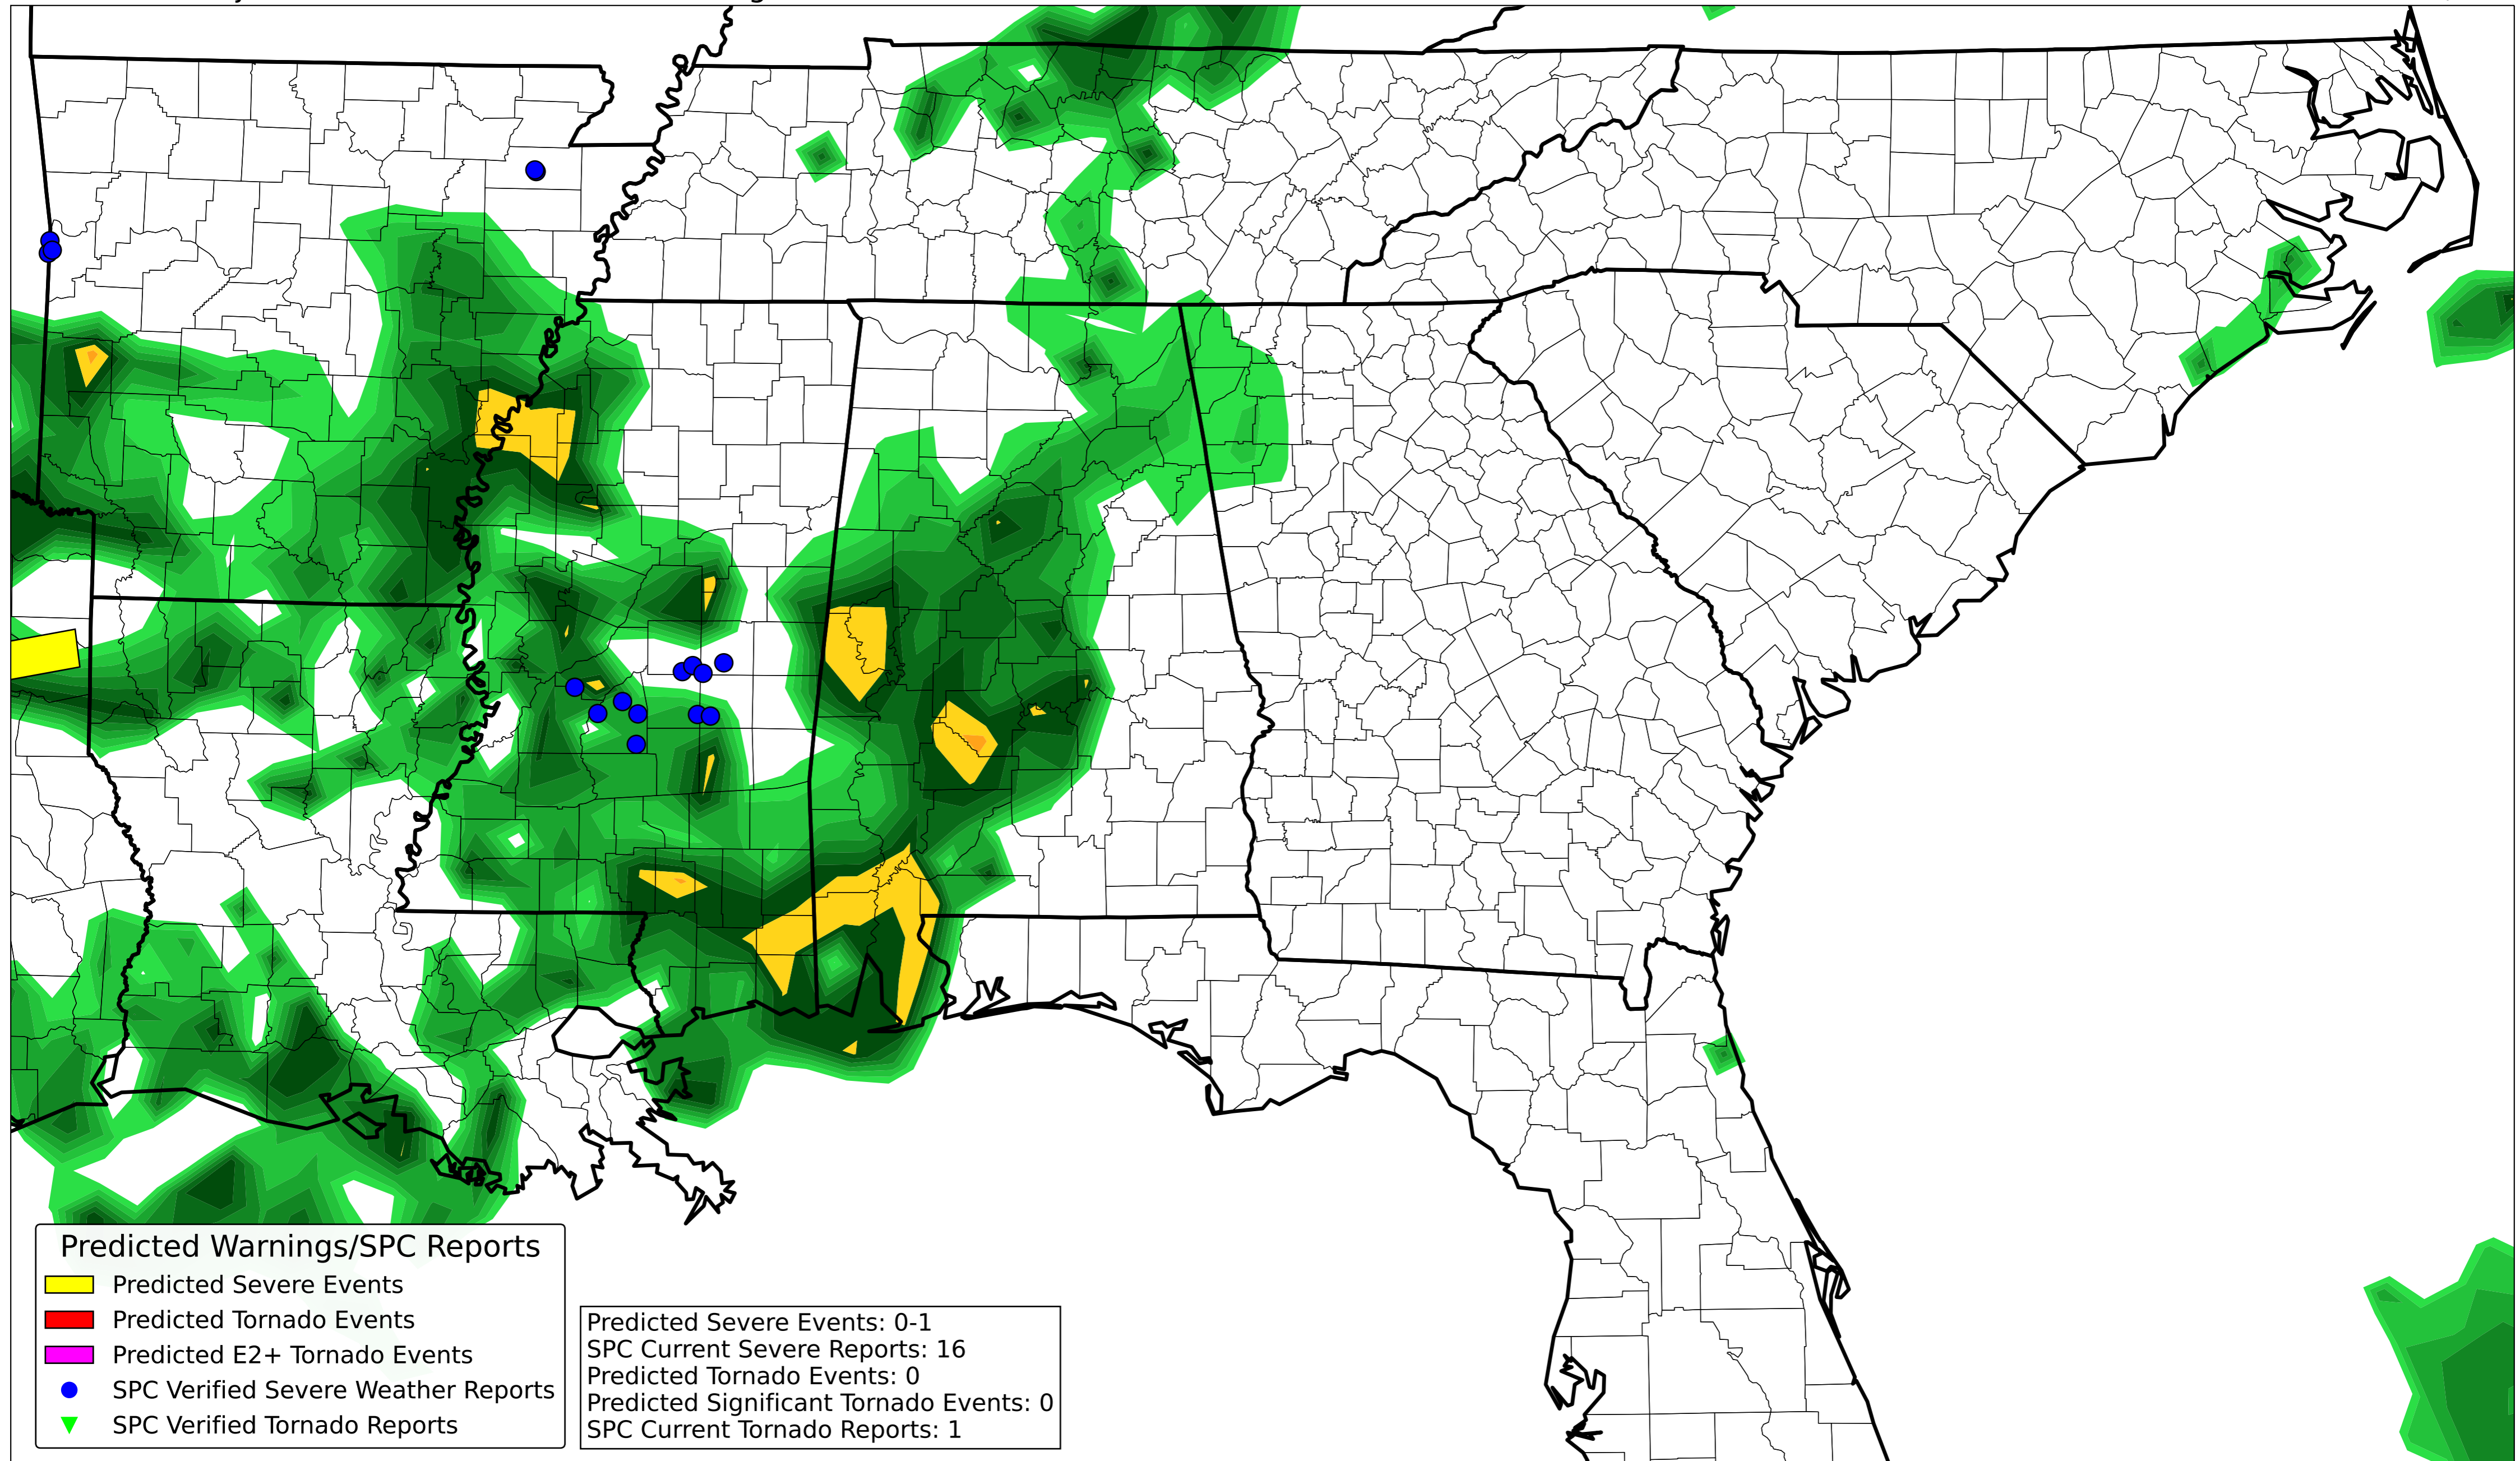 Predicted Warnings/SPC Reports
Predicted Severe Events
Predicted Tornado Events
Predicted E2+ Tornado Events
SPC Verified Severe Weather Reports
SPC Verified Tornado Reports
Predicted Severe Events: 0-1
SPC Current Severe Reports: 16
Predicted Tornado Events: 0
Predicted Significant Tornado Events: 0
SPC Current Tornado Reports: 1